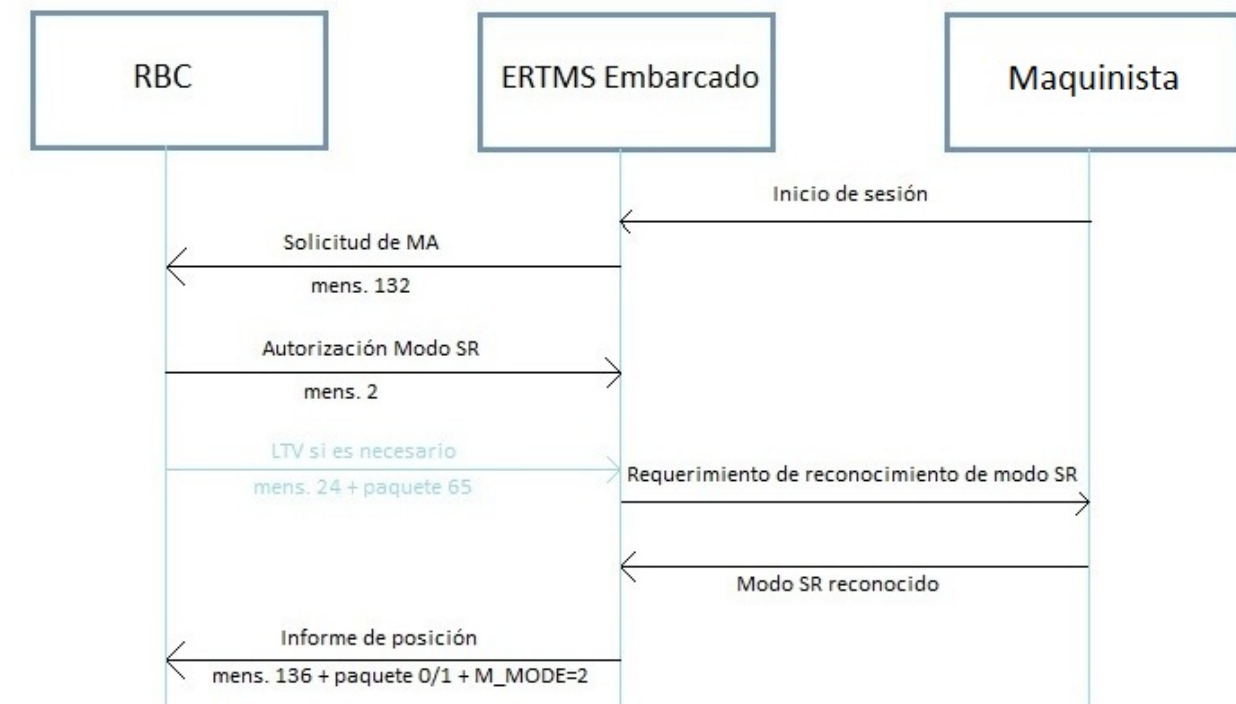 RBC
ERTMS Embarcado
Maquinista
Inicio de sesión
Solicitud de MA
mens. 132
Autorización Modo SR
mens. 2
LTV si es necesario
mens. 24 + paquete 65
Requerimiento de reconocimiento de modo SR
Modo SR reconocido
Informe de posición
mens. 136 + paquete 0/1 + M_MODE=2